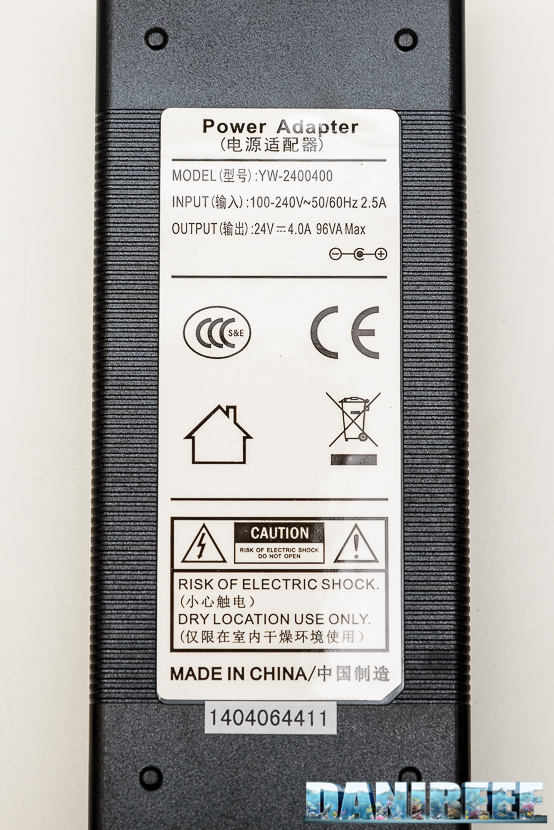 Power Adapter
(电源适配器)
MODEL(型号):YW-2400400
INPUT(输入):100-240V~50/60Hz 2.5A
OUTPUT(输出):24V⎓4.0A 96VA Max
CCC S&E
CE
CAUTION
RISK OF ELECTRIC SHOCK
DO NOT OPEN
RISK OF ELECTRIC SHOCK.
(小心触电)
DRY LOCATION USE ONLY.
(仅限在室内干燥环境使用)
MADE IN CHINA/中国制造
1404064411
DANIREEF